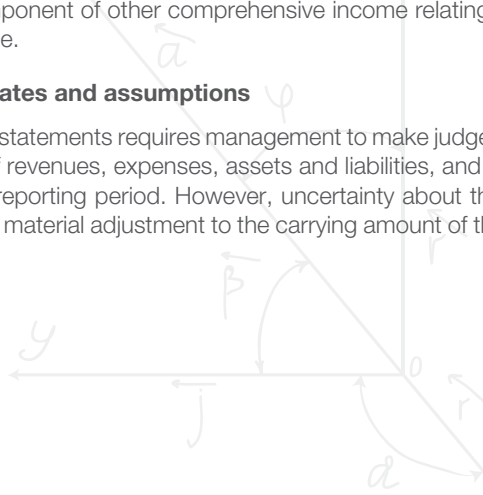 ponent of other comprehensive income relating
e.
ates and assumptions
statements requires management to make judge
f revenues, expenses, assets and liabilities, and
reporting period. However, uncertainty about th
material adjustment to the carrying amount of th
a
φ
r
β
y
0
j
r
α